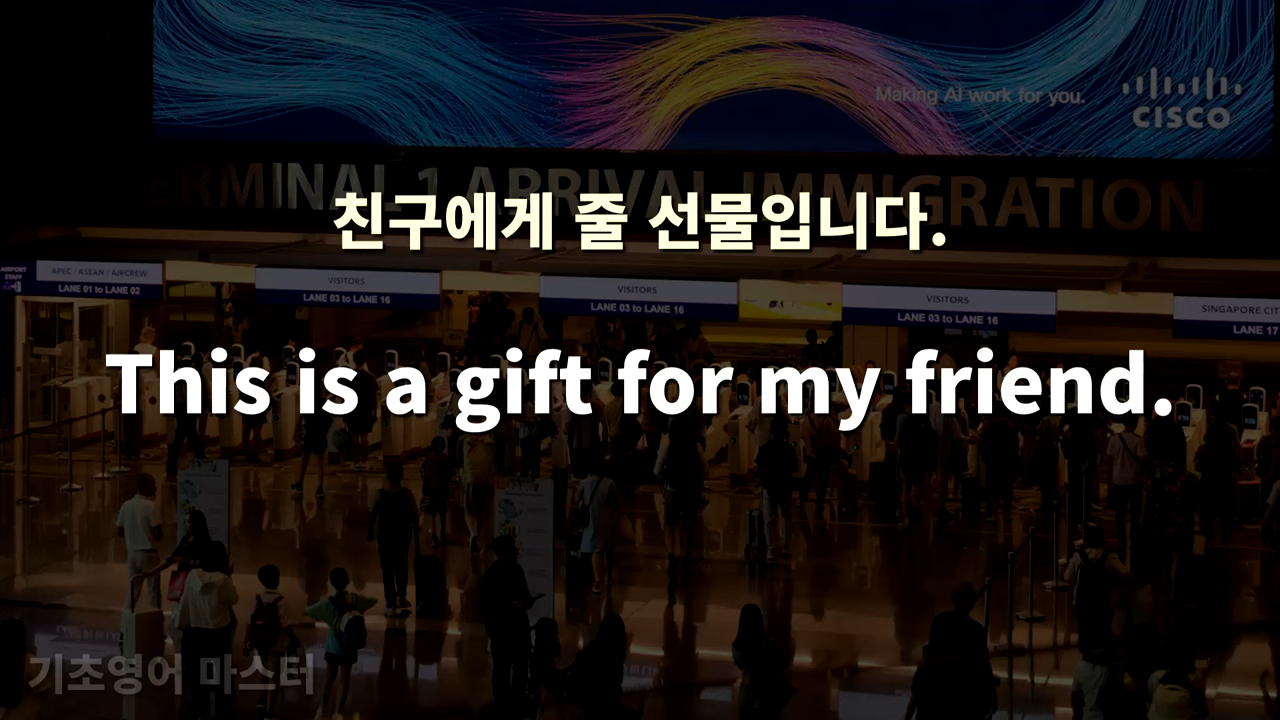 Making AI work for you.
CISCO
TERMINAL 1 ARRIVAL IMMIGRATION
친구에게 줄 선물입니다.
AIRPORT
STAFF
APEC / ASEAN / AIRCREW
LANE 01 to LANE 02
VISITORS
LANE 03 to LANE 16
VISITORS
LANE 03 to LANE 16
VISITORS
LANE 03 to LANE 16
SINGAPORE
LANE 17
This is a gift for my friend.
기초영어 마스터